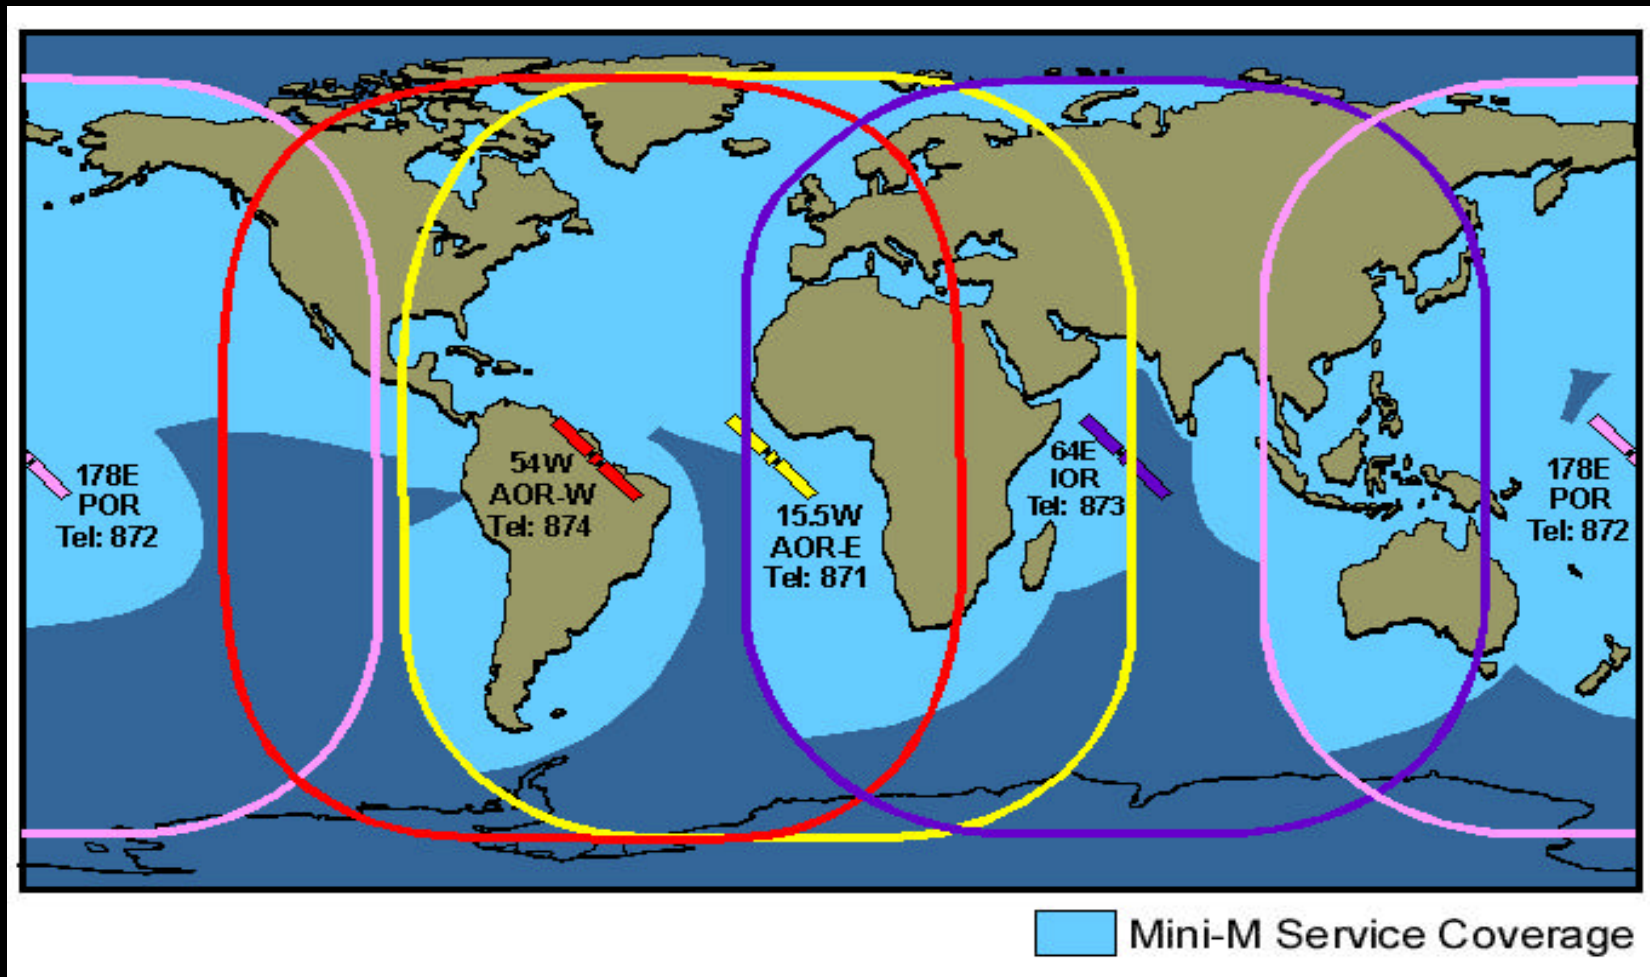 178E
POR
Tel: 872
54W
AOR-W
Tel: 874
15.5W
AOR-E
Tel: 871
64E
IOR
Tel: 873
178E
POR
Tel: 872
Mini-M Service Coverage